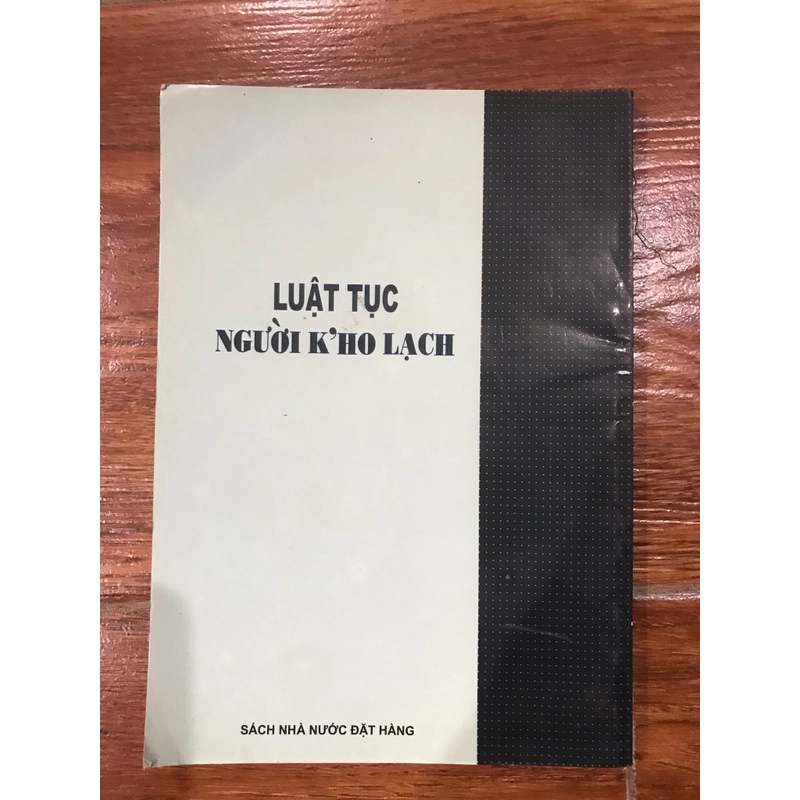 LUẬT TỤC
NGƯỜI K'HO LẠCH
SÁCH NHÀ NƯỚC ĐẶT HÀNG